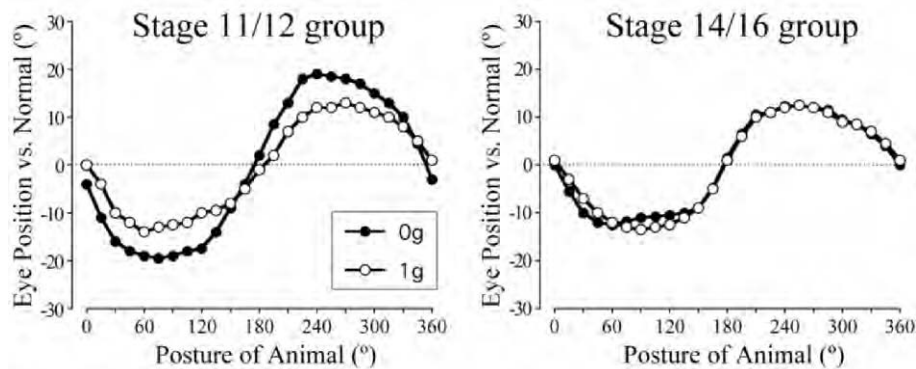 Stage 11/12 group
Eye Position vs. Normal (°)
30
20
10
0
-10
-20
-30
0g
1g
0 60 120 180 240 300 360
Posture of Animal (º)
Stage 14/16 group
Eye Position vs. Normal (°)
30
20
10
0
-10
-20
-30
0 60 120 180 240 300 360
Posture of Animal (º)